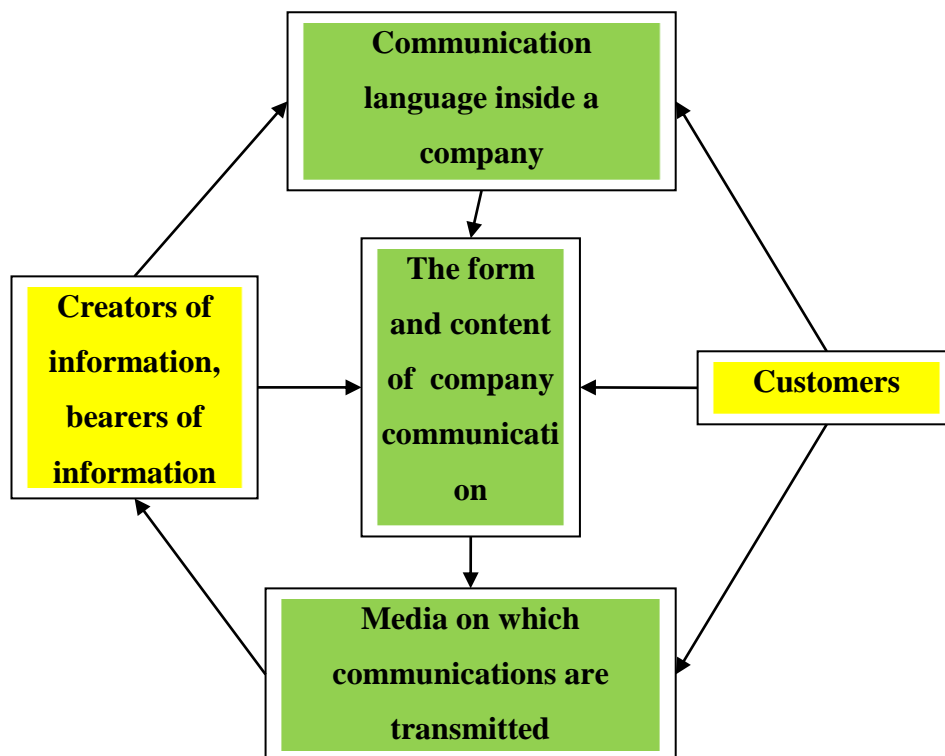 Communication
language inside a
company
Creators of
information,
bearers of
information
The form
and content
of company
communicati
on
Customers
Media on which
communications are
transmitted